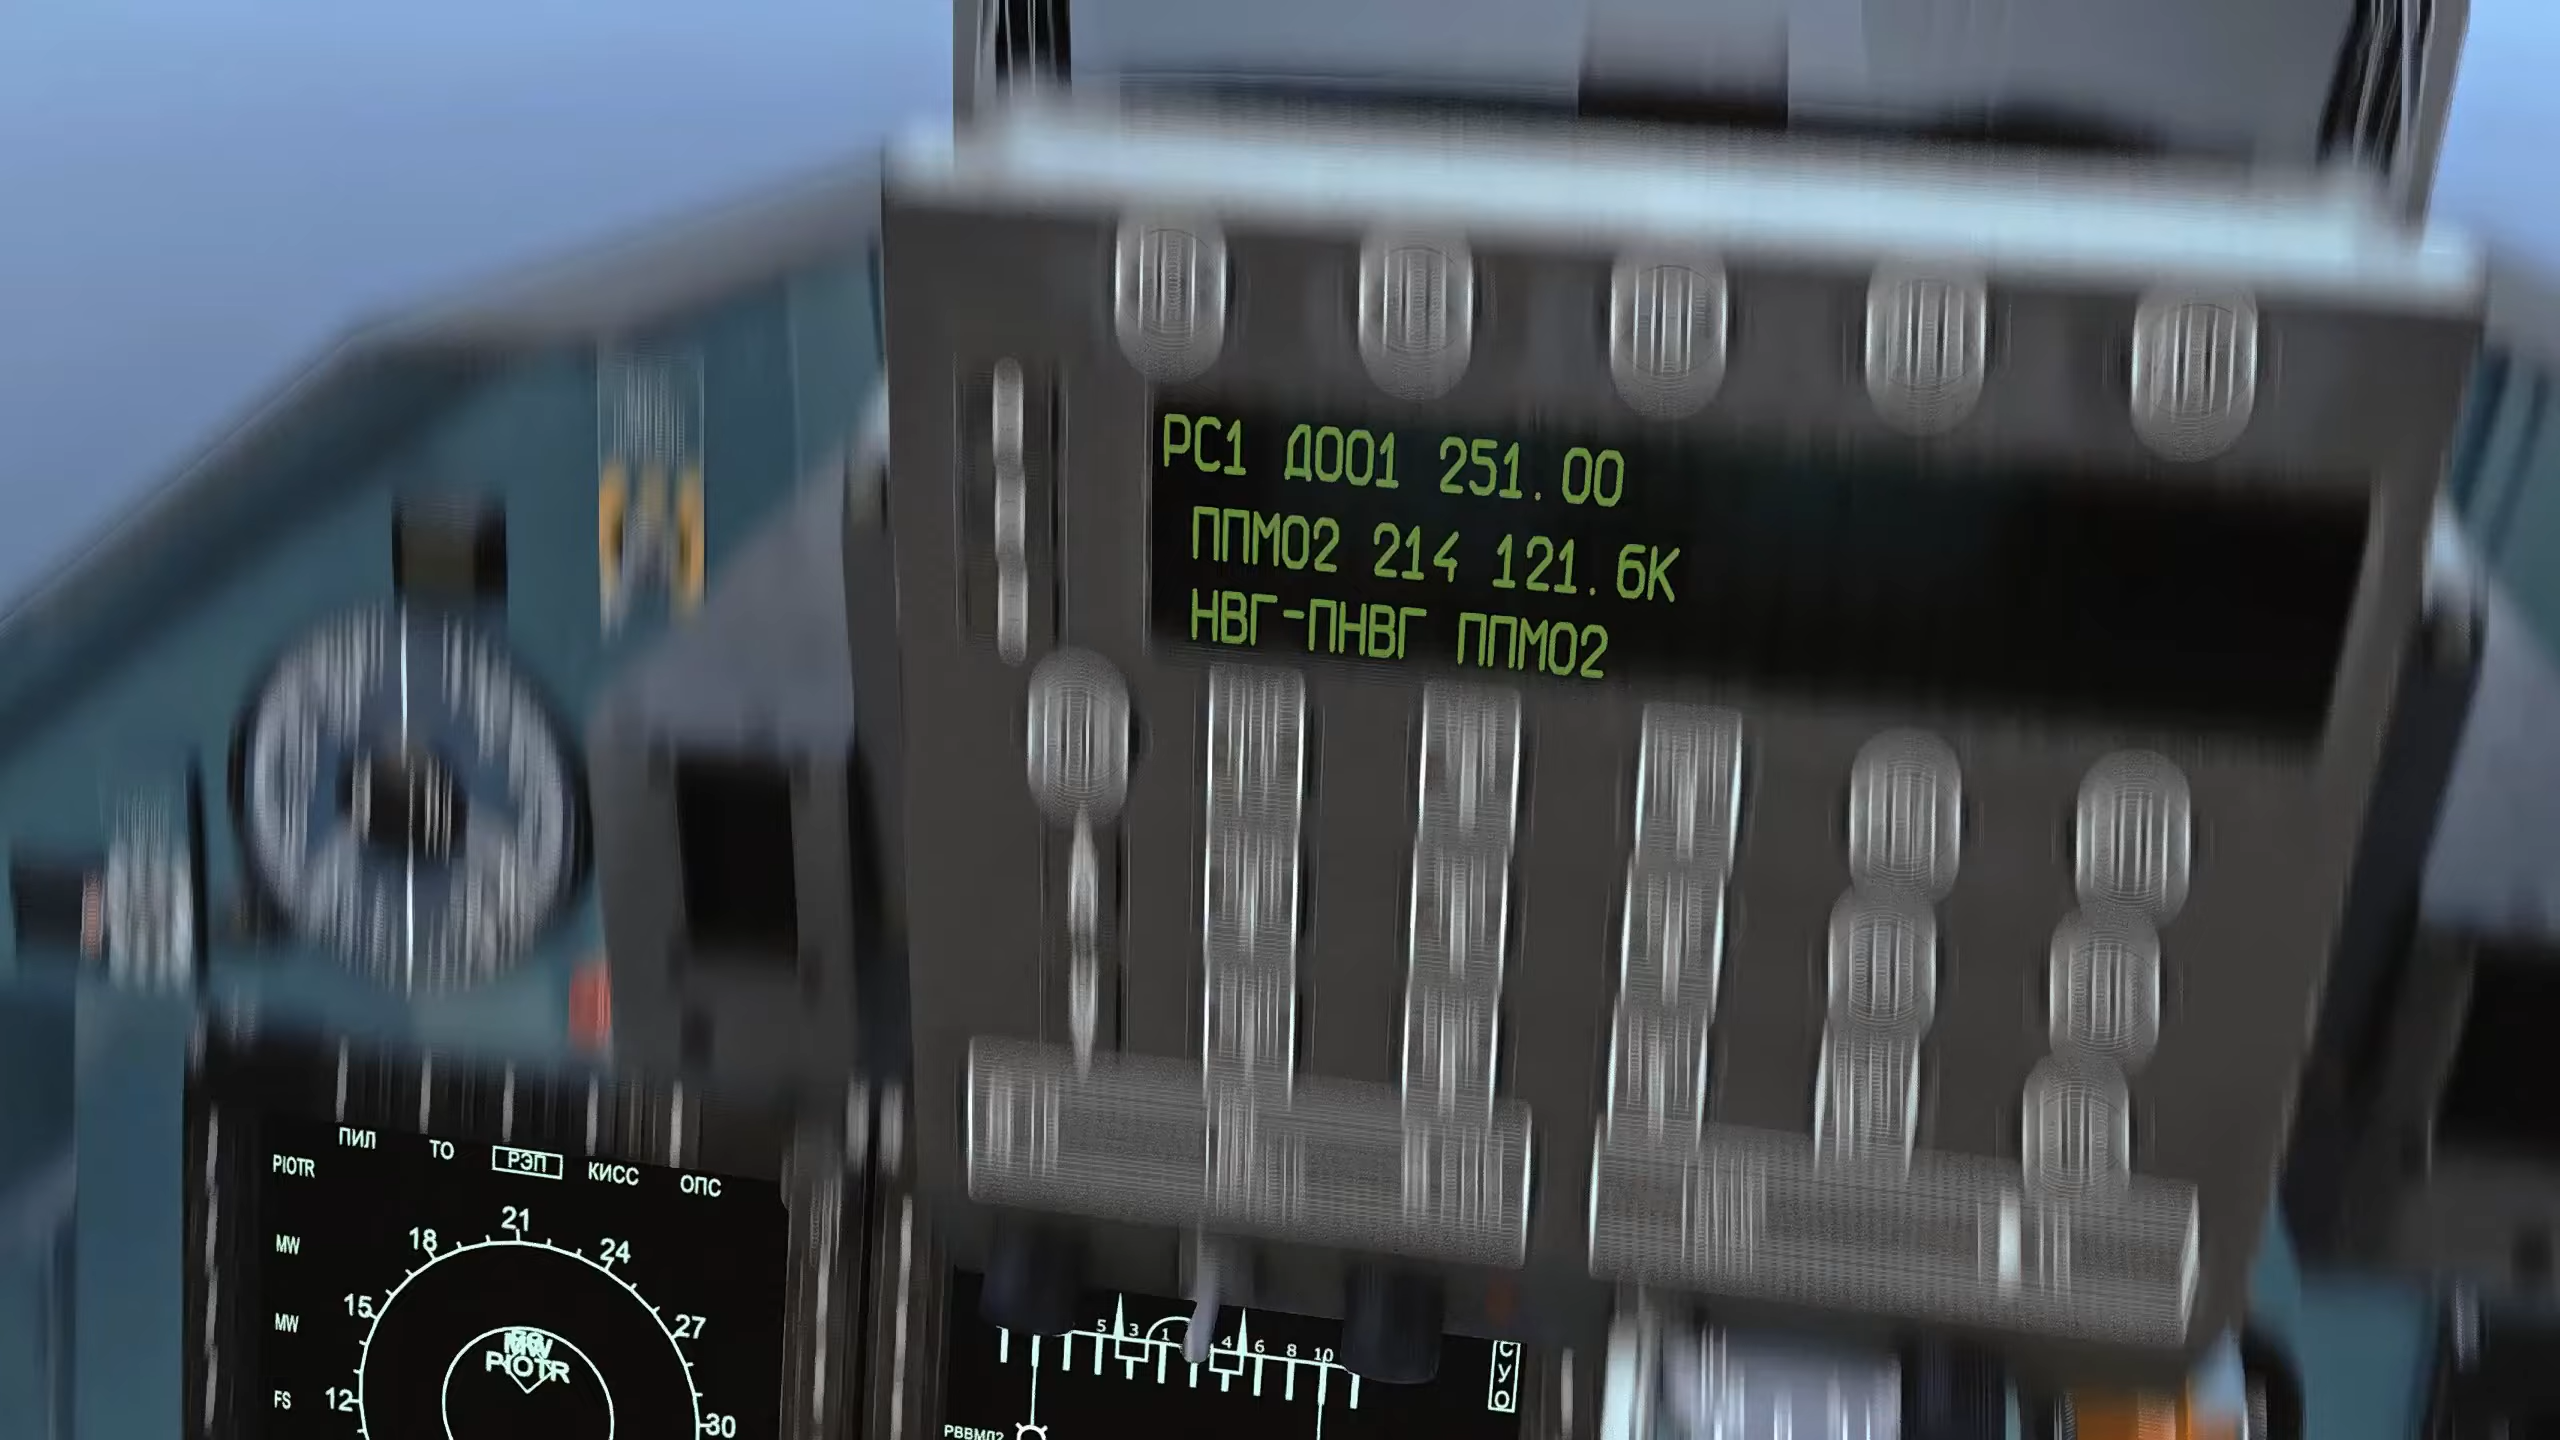 РС1 Д001 251.00
ППМ02 214 121.6К
НВГ-ПНВГ ППМ02
ПИЛ ТО РЭП КИСС ОПС
PIOTR
MW
MW
FS
12 15 18 21 24 27 30
PIOTR
5 3 1 4 6 8 10
СУО